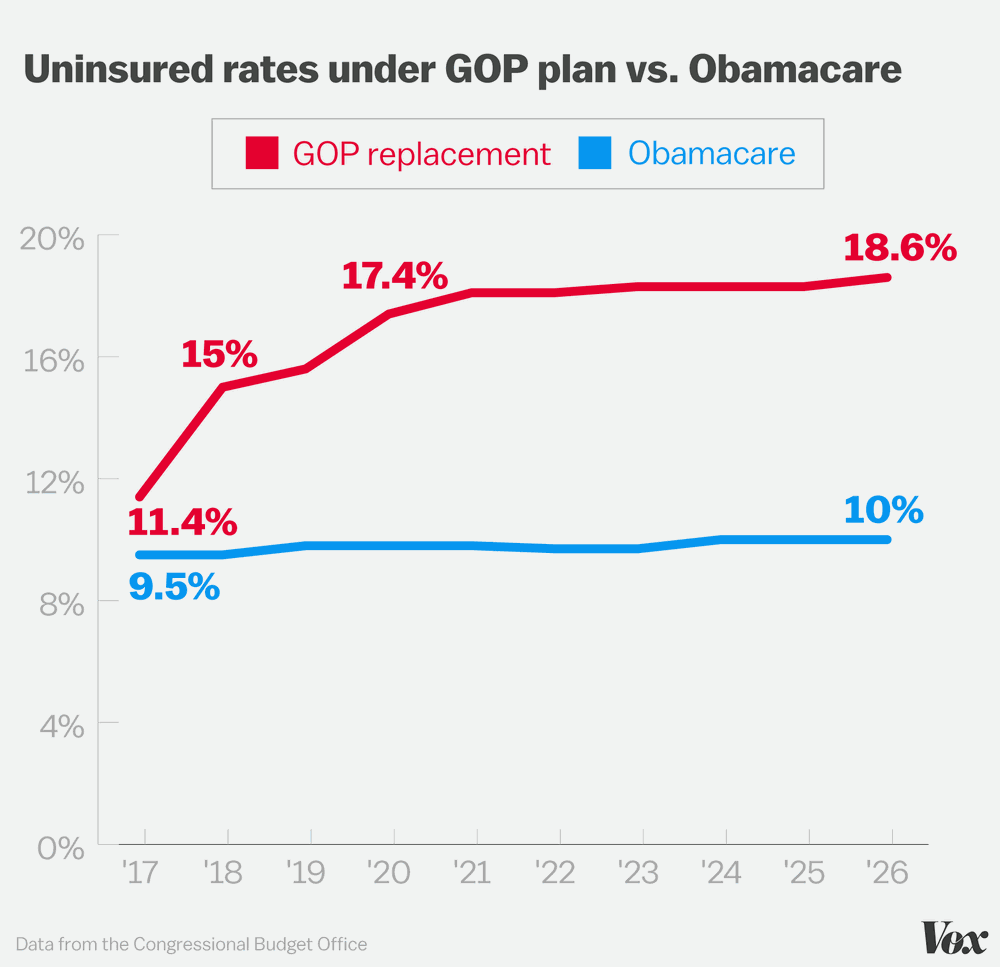 Uninsured rates under GOP plan vs. Obamacare
GOP replacement Obamacare
20%
18.6%
17.4%
16%
15%
12%
11.4%
10%
9.5%
8%
4%
0%
'17 '18 '19 '20 '21 '22 '23 '24 '25 '26
Data from the Congressional Budget Office
Vox